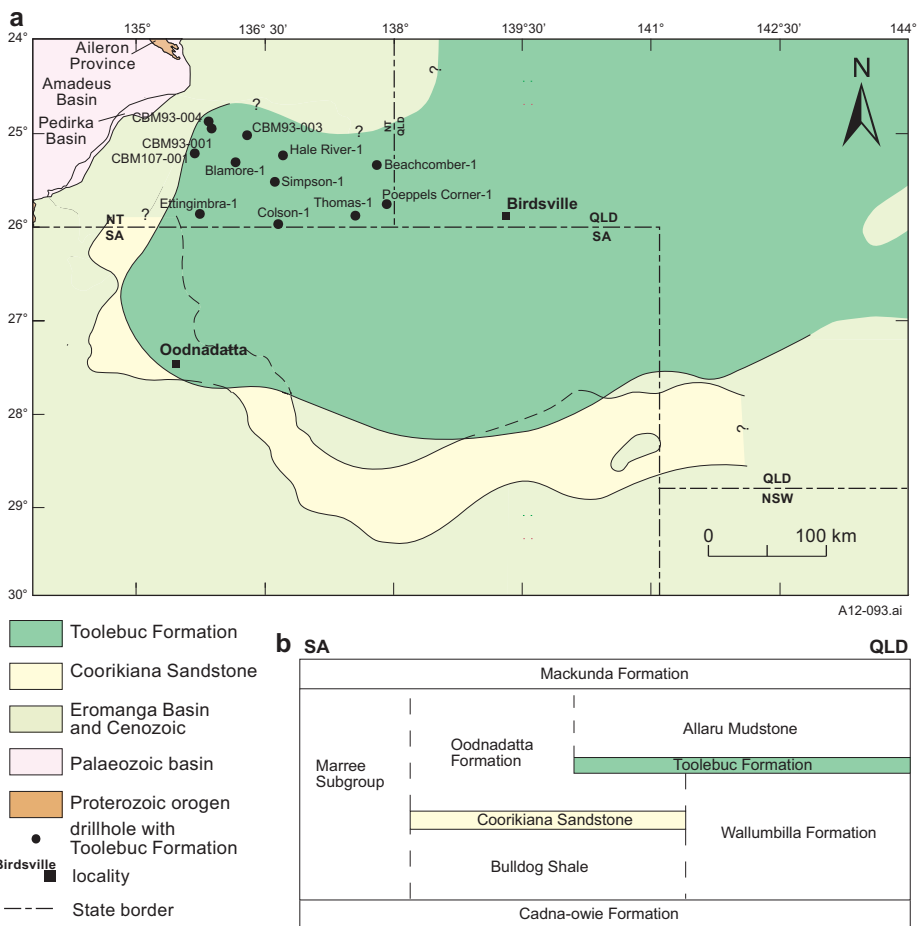 a
135°
136°30'
138°
139°30'
141°
142°30'
144°
24°
25°
26°
27°
28°
29°
30°
Aileron
Province
Amadeus
Basin
Pedirka
Basin
?
?
?
?
?
CBM93-004
CBM93-003
CBM93-001
CBM107-001
Hale River-1
Blamore-1
Beachcomber-1
Simpson-1
Poeppels Corner-1
Ettingimbra-1
Thomas-1
Colson-1
Birdsville
NT
QLD
NT
SA
QLD
SA
Oodnadatta
QLD
NSW
N
0 100 km
A12-093.ai
Toolebuc Formation
Coorikiana Sandstone
Eromanga Basin
and Cenozoic
Palaeozoic basin
Proterozoic orogen
drillhole with
Toolebuc Formation
Birdsville
locality
State border
b
SA
QLD
Mackunda Formation
Allaru Mudstone
Oodnadatta
Formation
Marree
Subgroup
Toolebuc Formation
Coorikiana Sandstone
Wallumbilla Formation
Bulldog Shale
Cadna-owie Formation